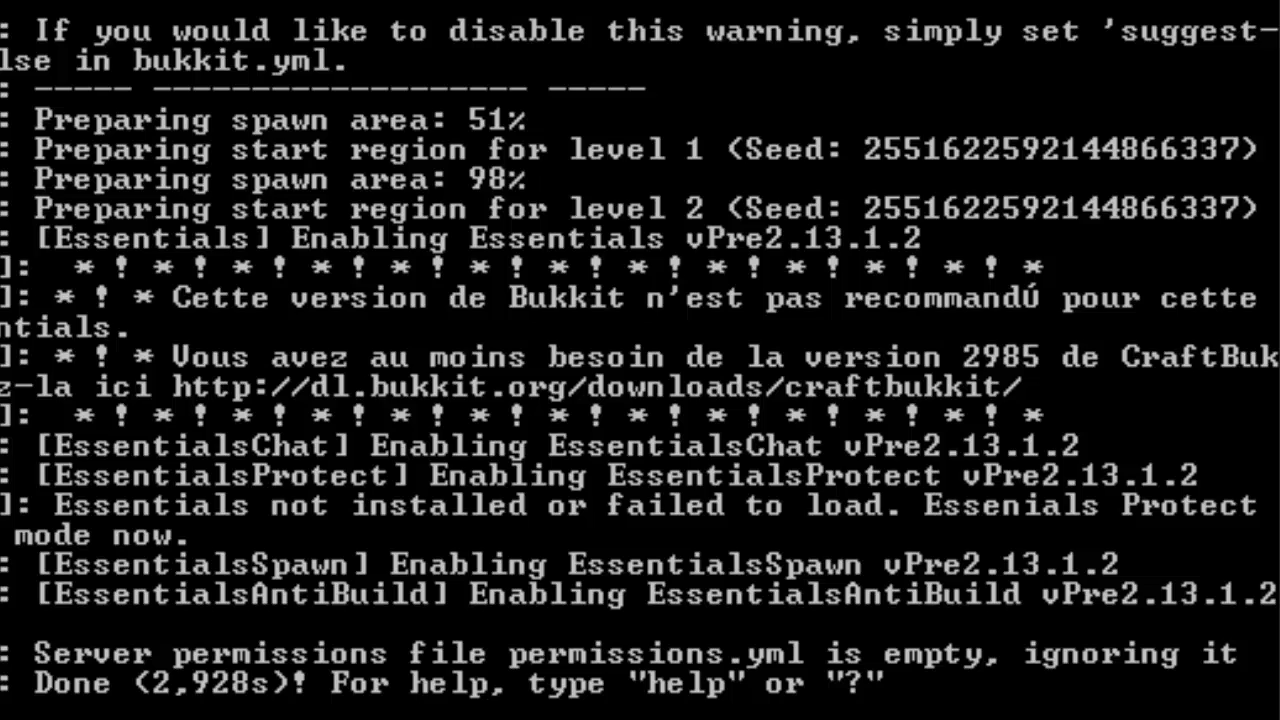 : If you would like to disable this warning, simply set 'suggest-
lse in bukkit.yml.
: ----- ------------------- -----
: Preparing spawn area: 51%
: Preparing start region for level 1 (Seed: 2551622592144866337)
: Preparing spawn area: 98%
: Preparing start region for level 2 (Seed: 2551622592144866337)
: [Essentials] Enabling Essentials vPre2.13.1.2
]:  * ! * ! * ! * ! * ! * ! * ! * ! * ! * ! * ! * ! *
]: * ! * Cette version de Bukkit n'est pas recommandÚ pour cette
ntials.
]: * ! * Vous avez au moins besoin de la version 2985 de CraftBuk
z-la ici http://dl.bukkit.org/downloads/craftbukkit/
]:  * ! * ! * ! * ! * ! * ! * ! * ! * ! * ! * ! * ! *
: [EssentialsChat] Enabling EssentialsChat vPre2.13.1.2
: [EssentialsProtect] Enabling EssentialsProtect vPre2.13.1.2
]: Essentials not installed or failed to load. Essenials Protect
mode now.
: [EssentialsSpawn] Enabling EssentialsSpawn vPre2.13.1.2
: [EssentialsAntiBuild] Enabling EssentialsAntiBuild vPre2.13.1.2
: Server permissions file permissions.yml is empty, ignoring it
: Done (2,928s)! For help, type "help" or "?"